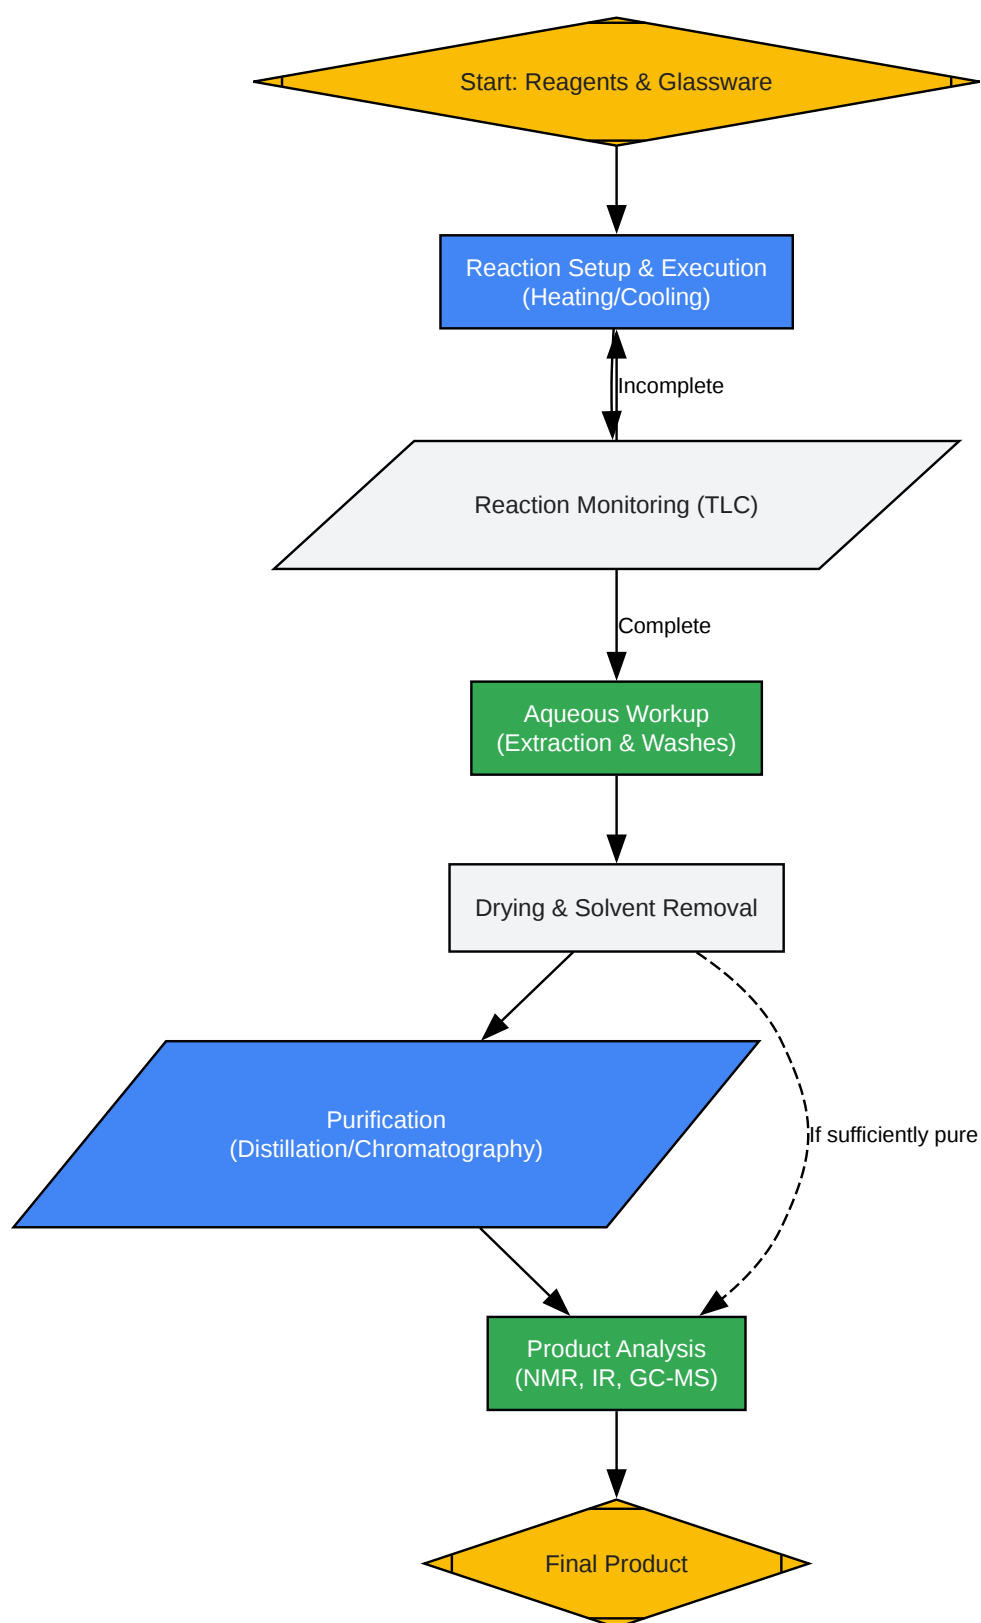 Start: Reagents & Glassware
Reaction Setup & Execution
(Heating/Cooling)
Incomplete
Reaction Monitoring (TLC)
Complete
Aqueous Workup
(Extraction & Washes)
Drying & Solvent Removal
Purification
(Distillation/Chromatography)
If sufficiently pure
Product Analysis
(NMR, IR, GC-MS)
Final Product